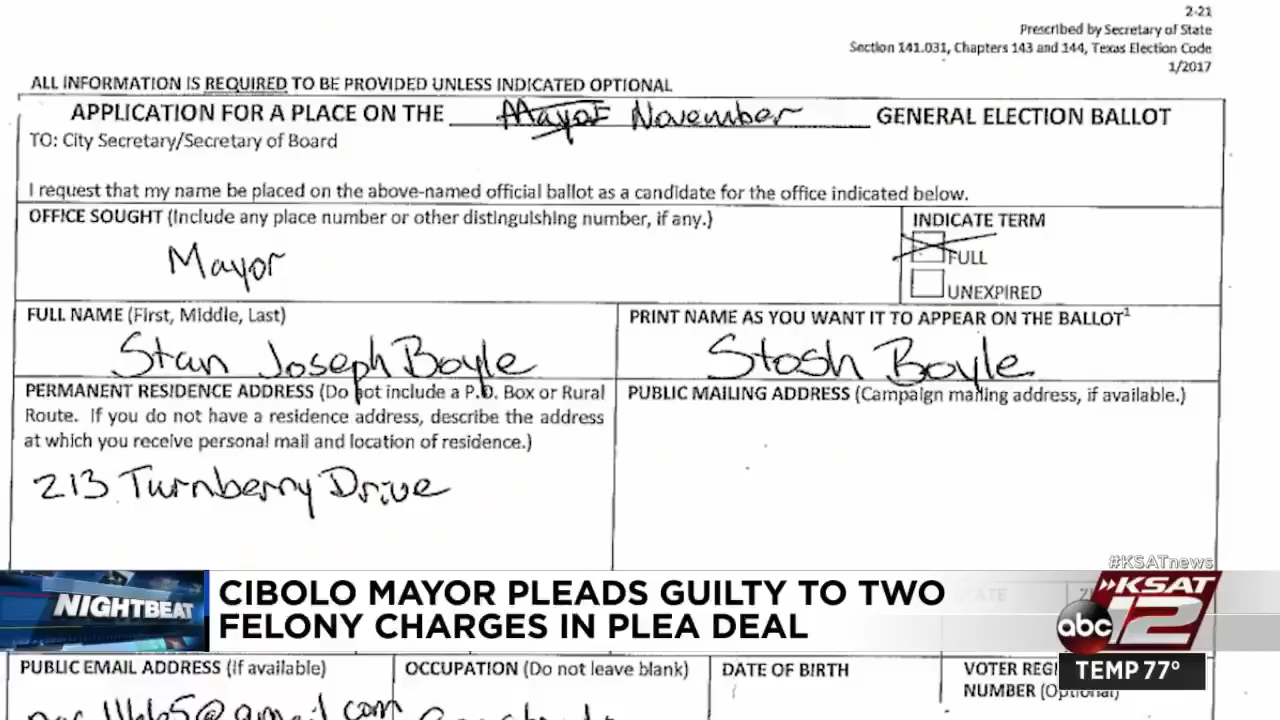 2-21
Prescribed by Secretary of State
Section 141.031, Chapters 143 and 144, Texas Election Code
1/2017
ALL INFORMATION IS REQUIRED TO BE PROVIDED UNLESS INDICATED OPTIONAL
APPLICATION FOR A PLACE ON THE Mayor November GENERAL ELECTION BALLOT
TO: City Secretary/Secretary of Board
I request that my name be placed on the above-named official ballot as a candidate for the office indicated below.
OFFICE SOUGHT (Include any place number or other distinguishing number, if any.)
INDICATE TERM
Mayor
FULL
UNEXPIRED
FULL NAME (First, Middle, Last)
Stan Joseph Boyle
PRINT NAME AS YOU WANT IT TO APPEAR ON THE BALLOT1
Stosh Boyle
PERMANENT RESIDENCE ADDRESS (Do not include a P.O. Box or Rural
Route. If you do not have a residence address, describe the address
at which you receive personal mail and location of residence.)
213 Turnberry Drive
PUBLIC MAILING ADDRESS (Campaign mailing address, if available.)
#KSATnews
NIGHTBEAT
CIBOLO MAYOR PLEADS GUILTY TO TWO
FELONY CHARGES IN PLEA DEAL
STATE
KSAT
abc 12
TEMP 77°
PUBLIC EMAIL ADDRESS (If available)
OCCUPATION (Do not leave blank)
DATE OF BIRTH
VOTER REGI
NUMBER (Optional)